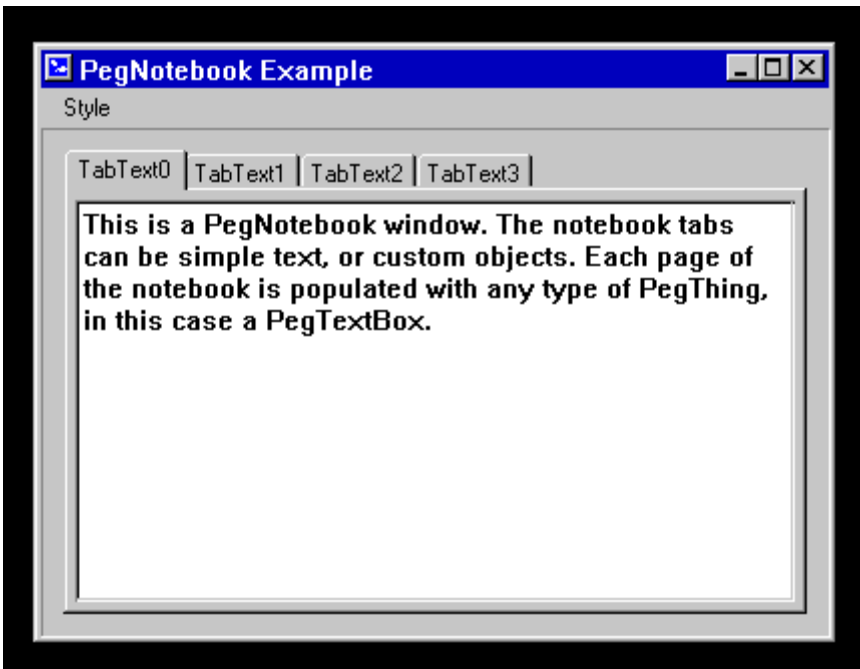 PegNotebook Example
Style
TabText0 TabText1 TabText2 TabText3
This is a PegNotebook window. The notebook tabs
can be simple text, or custom objects. Each page of
the notebook is populated with any type of PegThing,
in this case a PegTextBox.